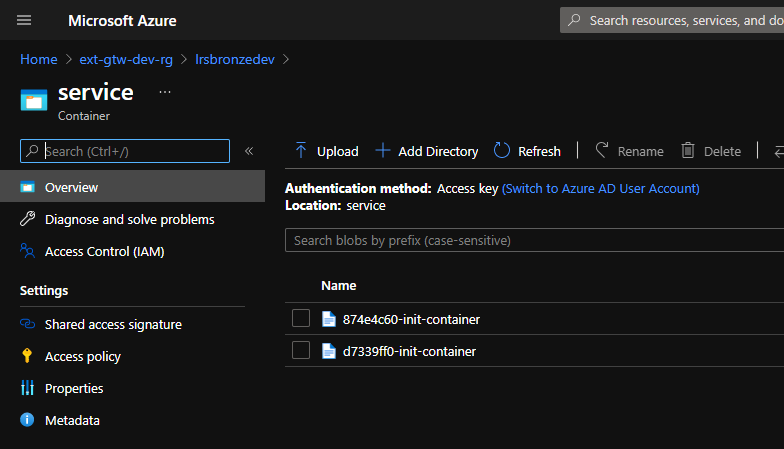 Microsoft Azure
Search resources, services, and do
Home > ext-gtw-dev-rg > lrsbronzedev >
service ...
Container
Search (Ctrl+/) «
Upload Add Directory Refresh Rename Delete
Overview
Diagnose and solve problems
Access Control (IAM)
Settings
Shared access signature
Access policy
Properties
Metadata
Authentication method: Access key (Switch to Azure AD User Account)
Location: service
Search blobs by prefix (case-sensitive)
Name
874e4c60-init-container
d7339ff0-init-container